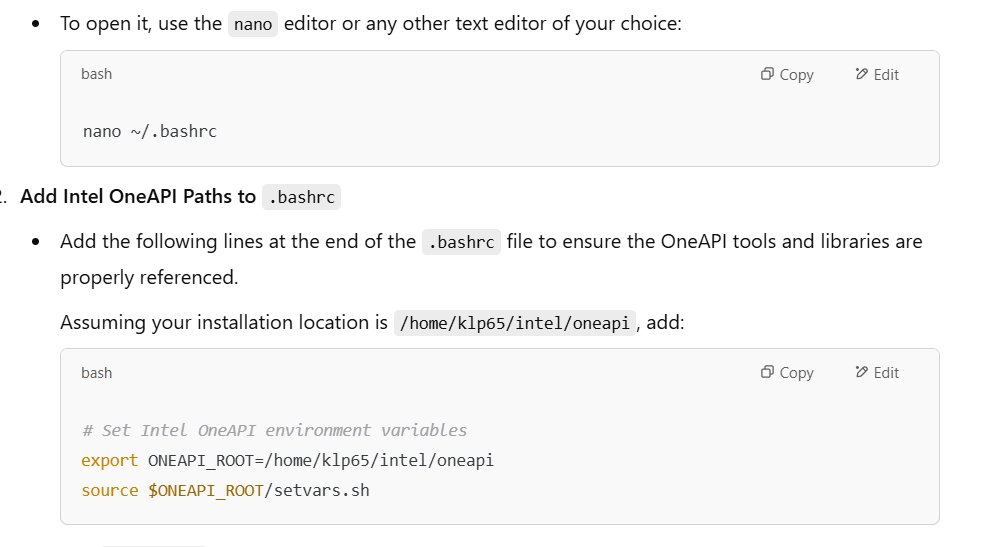 • To open it, use the nano editor or any other text editor of your choice:
bash
Copy
Edit
nano ~/.bashrc
2. Add Intel OneAPI Paths to .bashrc
• Add the following lines at the end of the .bashrc file to ensure the OneAPI tools and libraries are
properly referenced.
Assuming your installation location is /home/klp65/intel/oneapi, add:
bash
Copy
Edit
# Set Intel OneAPI environment variables
export ONEAPI_ROOT=/home/klp65/intel/oneapi
source $ONEAPI_ROOT/setvars.sh